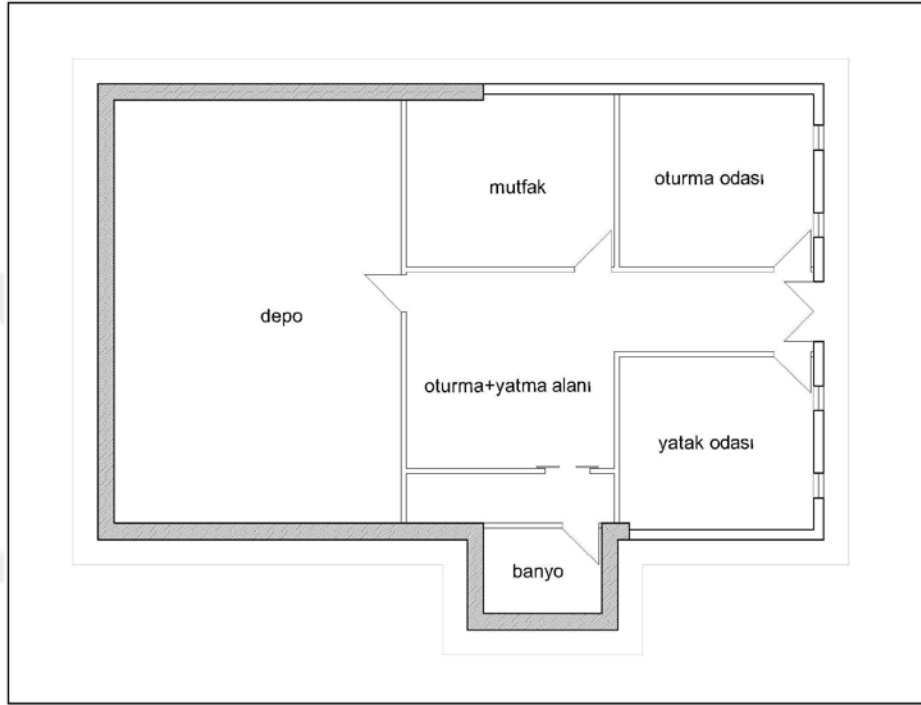 mutfak
oturma odası
depo
oturma+yatma alanı
yatak odası
banyo